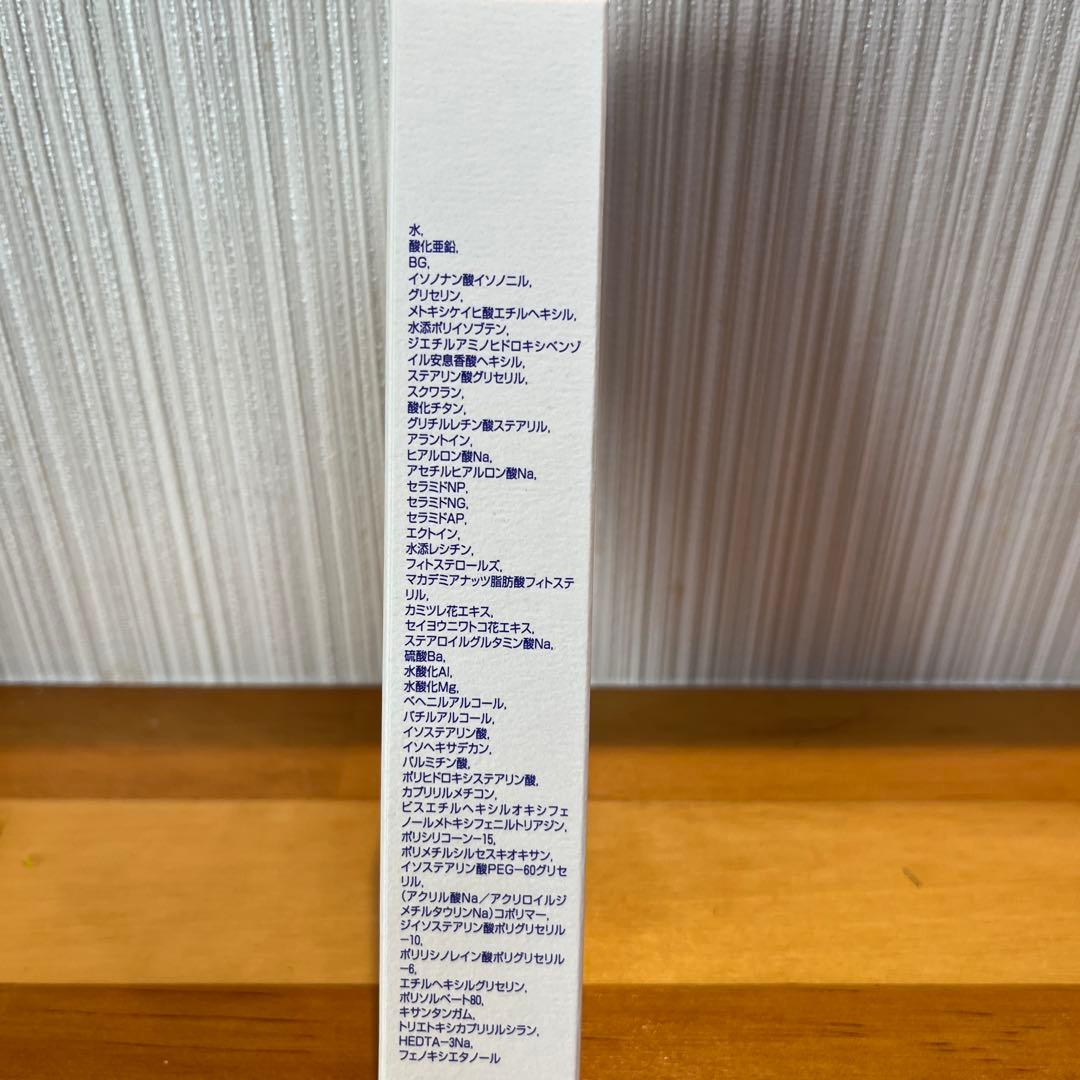 水,
酸化亜鉛,
BG,
イソノナン酸イソノニル,
グリセリン,
メトキシケイヒ酸エチルヘキシル,
水添ポリイソブテン,
ジエチルアミノヒドロキシベンゾ
イル安息香酸ヘキシル,
ステアリン酸グリセリル,
スクワラン,
酸化チタン,
グリチルレチン酸ステアリル,
アラントイン,
ヒアルロン酸Na,
アセチルヒアルロン酸Na,
セラミドNP,
セラミドNG,
セラミドAP,
エクトイン,
水添レシチン,
フィトステロールズ,
マカデミアナッツ脂肪酸フィトステ
リル,
カミツレ花エキス,
セイヨウニワトコ花エキス,
ステアロイルグルタミン酸Na,
硫酸Ba,
水酸化Al,
水酸化Mg,
ベヘニルアルコール,
バチルアルコール,
イソステアリン酸,
イソヘキサデカン,
パルミチン酸,
ポリヒドロキシステアリン酸,
カプリリルメチコン,
ビスエチルヘキシルオキシフェ
ノールメトキシフェニルトリアジン,
ポリシリコーン-15,
ポリメチルシルセスキオキサン,
イソステアリン酸PEG-60グリセ
リル,
(アクリル酸Na/アクリロイルジ
メチルタウリンNa)コポリマー,
ジイソステアリン酸ポリグリセリル
-10,
ポリリシノレイン酸ポリグリセリル
-6,
エチルヘキシルグリセリン,
ポリソルベート80,
キサンタンガム,
トリエトキシカプリリルシラン,
HEDTA-3Na,
フェノキシエタノール